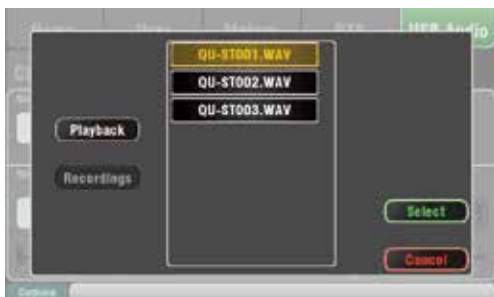 USB Audio
QU-ST001.WAV
QU-ST002.WAV
QU-ST003.WAV
Playback
Recordings
Select
Cancel